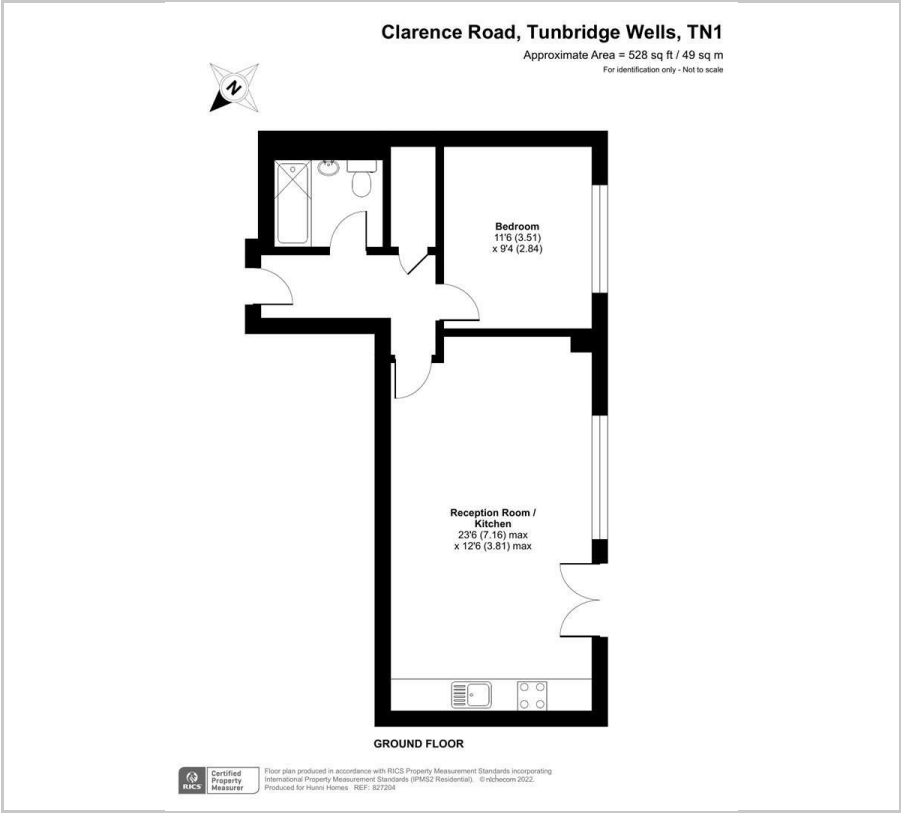 Clarence Road, Tunbridge Wells, TN1
Approximate Area = 528 sq ft / 49 sq m
For identification only - Not to scale
N
Bedroom
11'6 (3.51)
x 9'4 (2.84)
Reception Room /
Kitchen
23'6 (7.16) max
x 12'6 (3.81) max
GROUND FLOOR
RICS
Certified
Property
Measurer
Floor plan produced in accordance with RICS Property Measurement Standards incorporating
International Property Measurement Standards (IPMS2 Residential). ©nlchecom 2022.
Produced for Hunni Homes REF: 827204